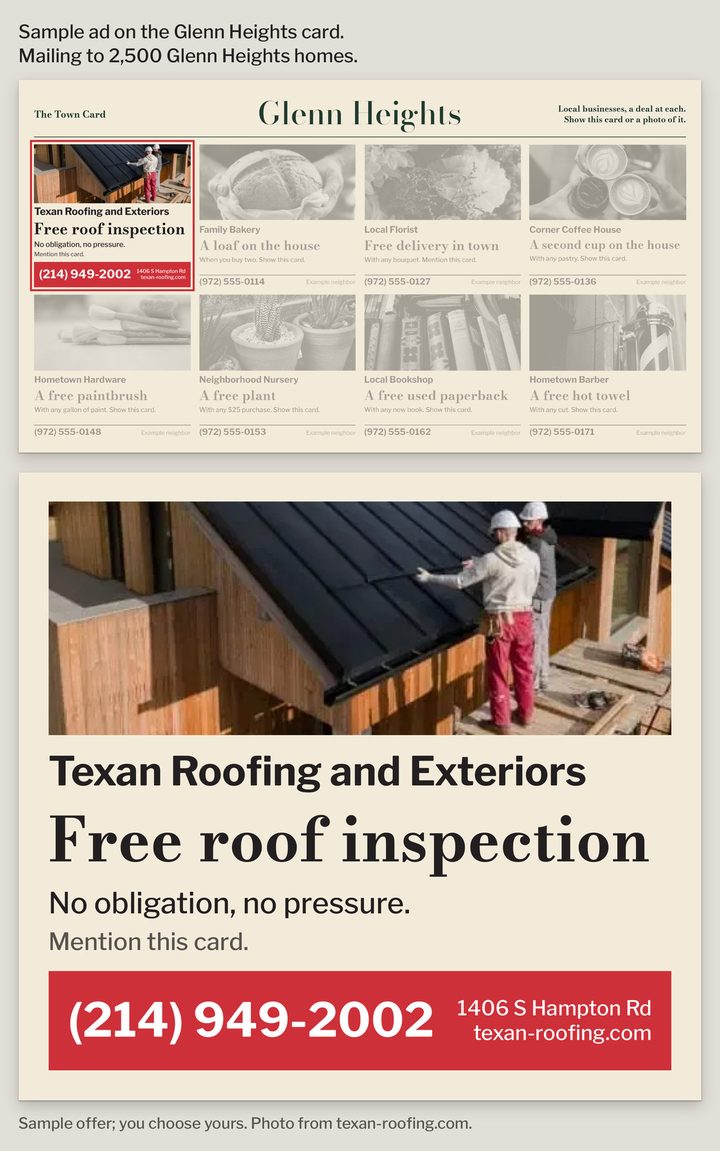 Sample ad on the Glenn Heights card.
Mailing to 2,500 Glenn Heights homes.
The Town Card
Glenn Heights
Local businesses, a deal at each.
Show this card or a photo of it.
Texan Roofing and Exteriors
Free roof inspection
No obligation, no pressure.
Mention this card.
(214) 949-2002
1406 S Hampton Rd
texan-roofing.com
Family Bakery
A loaf on the house
When you buy two. Show this card.
(972) 555-0114
Example neighbor
Local Florist
Free delivery in town
With any bouquet. Mention this card.
(972) 555-0127
Example neighbor
Corner Coffee House
A second cup on the house
With any pastry. Show this card.
(972) 555-0136
Example neighbor
Hometown Hardware
A free paintbrush
With any gallon of paint. Show this card.
(972) 555-0148
Example neighbor
Neighborhood Nursery
A free plant
With any $25 purchase. Show this card.
(972) 555-0153
Example neighbor
Local Bookshop
A free used paperback
With any new book. Show this card.
(972) 555-0162
Example neighbor
Hometown Barber
A free hot towel
With any cut. Show this card.
(972) 555-0171
Example neighbor
Texan Roofing and Exteriors
Free roof inspection
No obligation, no pressure.
Mention this card.
(214) 949-2002
1406 S Hampton Rd
texan-roofing.com
Sample offer; you choose yours. Photo from texan-roofing.com.